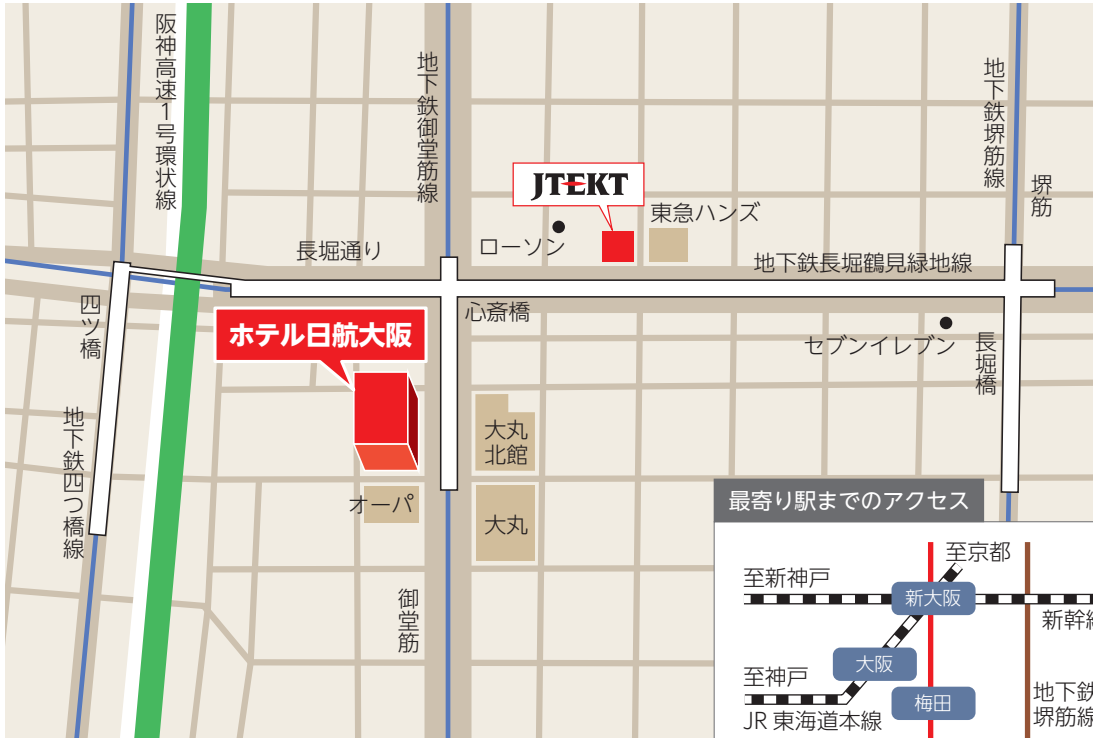 阪神高速1号環状線
地下鉄御堂筋線
地下鉄堺筋線
堺筋
JTEKT
東急ハンズ
ローソン
長堀通り
地下鉄長堀鶴見緑地線
四ツ橋
心斎橋
ホテル日航大阪
セブンイレブン
長堀橋
地下鉄四つ橋線
大丸
北館
オーパ
大丸
御堂筋
最寄り駅までのアクセス
至京都
至新神戸
新大阪
新幹線
大阪
至神戸
梅田
JR 東海道本線
地下鉄
堺筋線